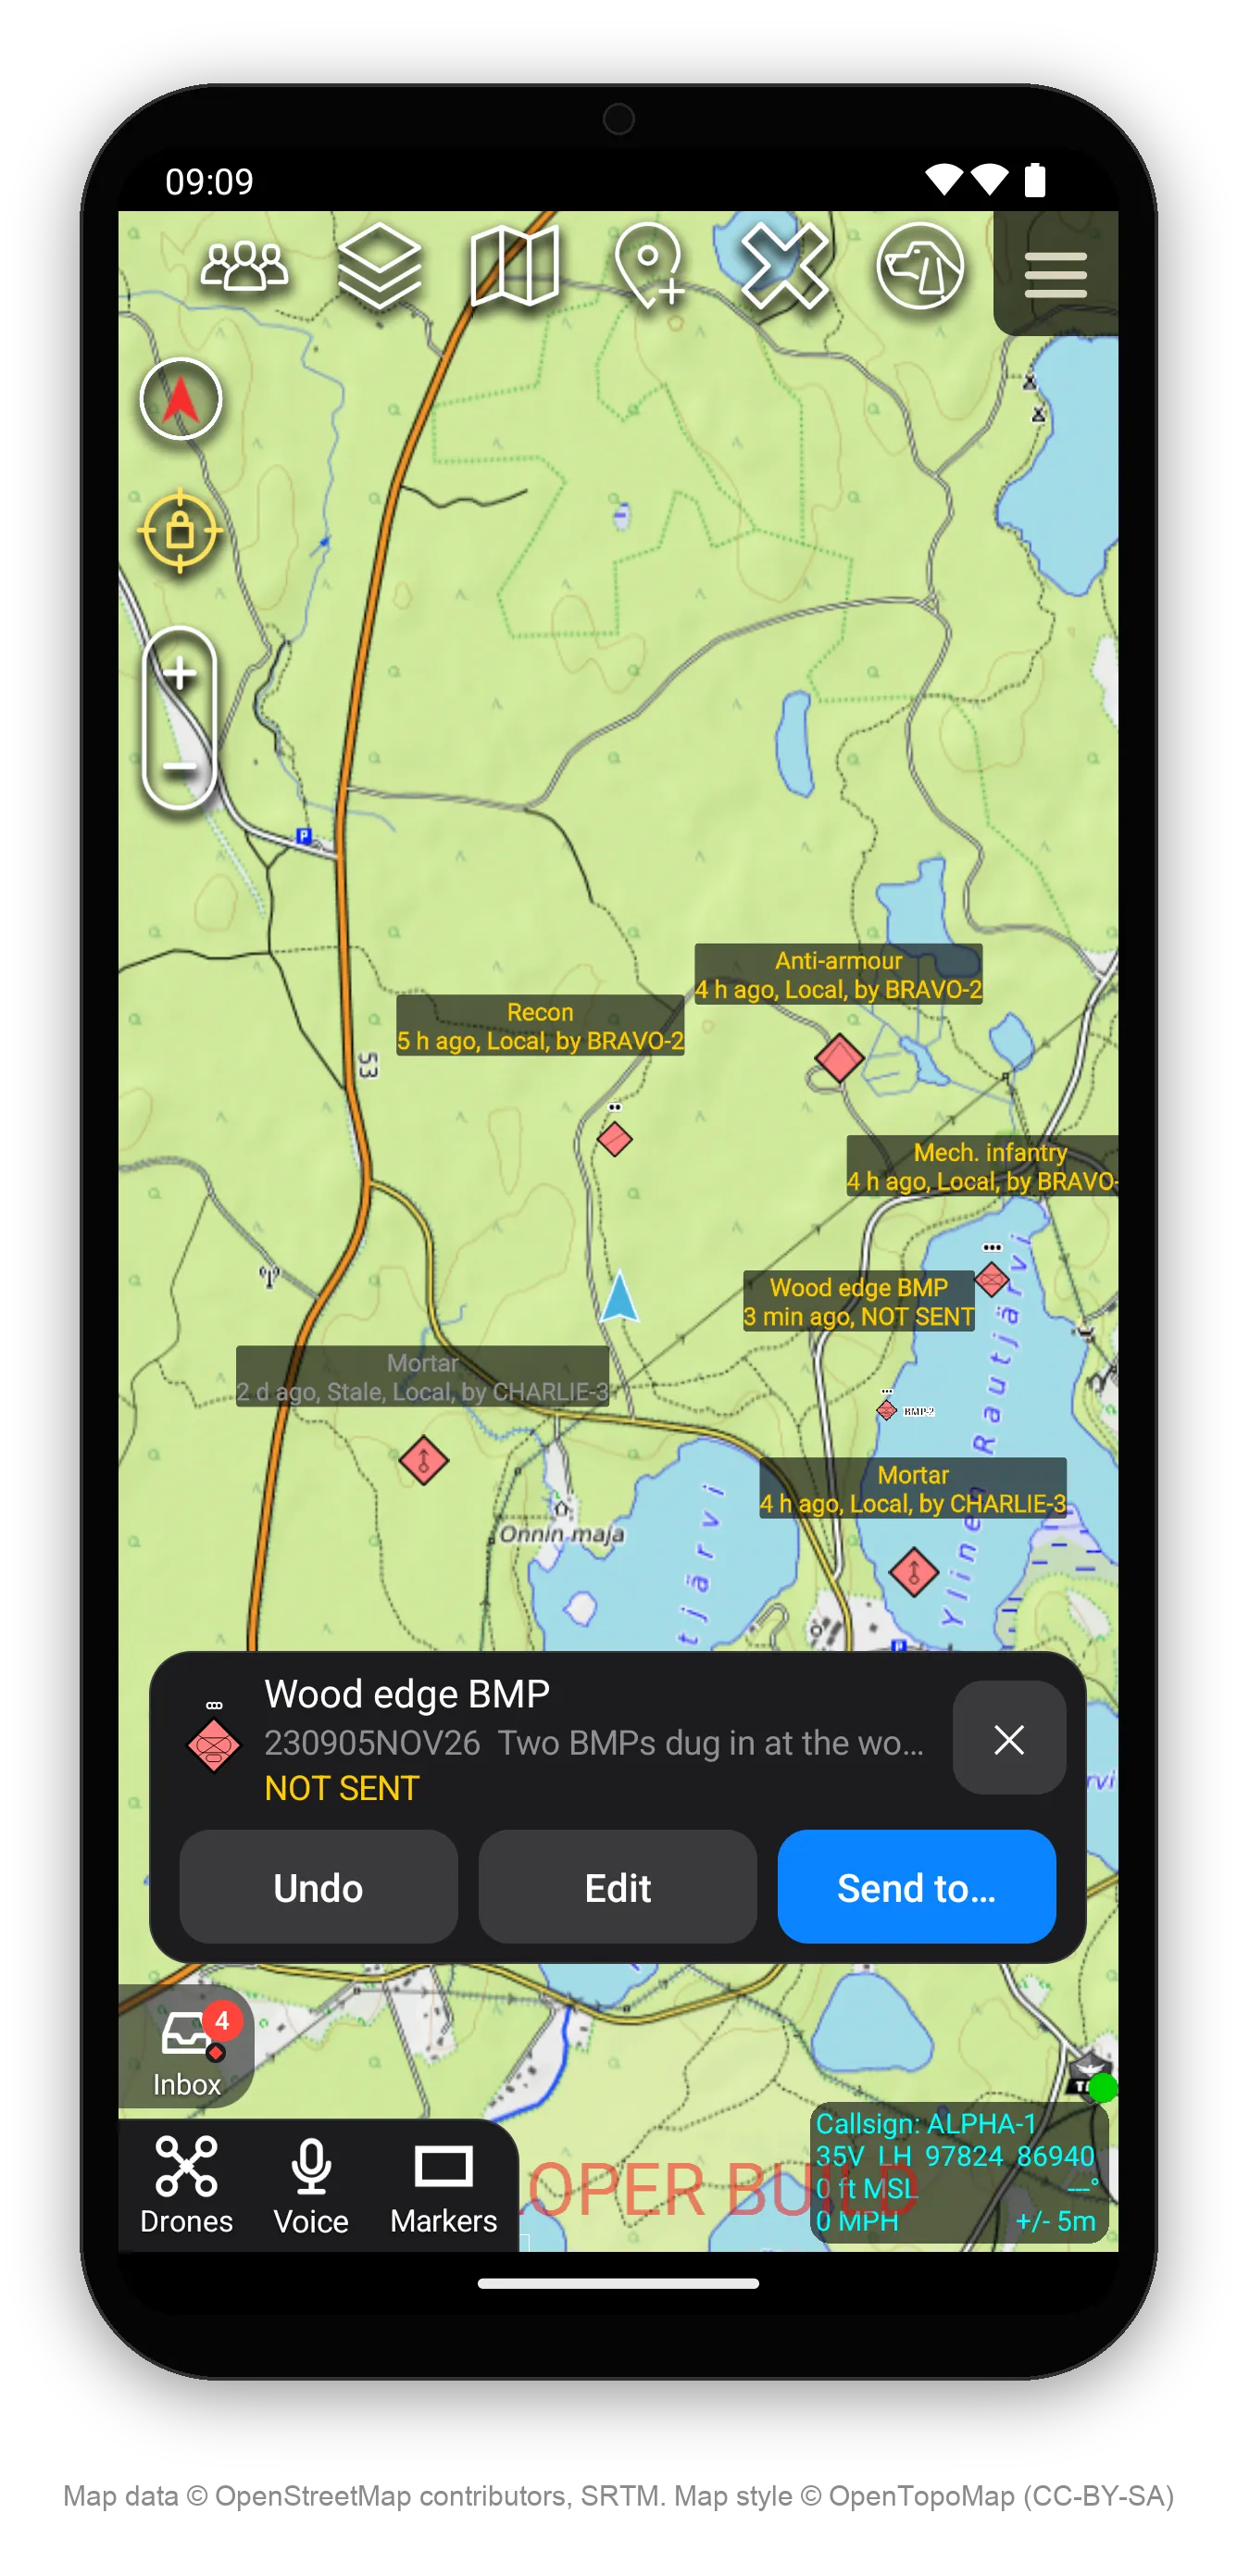 09:09
Anti-armour
4 h ago, Local, by BRAVO-2
Recon
5 h ago, Local, by BRAVO-2
53
Mech. infantry
4 h ago, Local, by BRAVO-
Wood edge BMP
3 min ago, NOT SENT
Mortar
2 d ago, Stale, Local, by CHARLIE-3
BMP-2
Mortar
4 h ago, Local, by CHARLIE-3
Onnin maja
tjärvi
Ylinen Rautjärvi
P
P
Wood edge BMP
230905NOV26 Two BMPs dug in at the wo...
NOT SENT
rvi
Undo
Edit
Send to...
4
Inbox
Callsign: ALPHA-1
35V LH 97824 86940
0 ft MSL
---°
0 MPH
+/- 5m
OPER BUILD
Drones
Voice
Markers
Map data © OpenStreetMap contributors, SRTM. Map style © OpenTopoMap (CC-BY-SA)